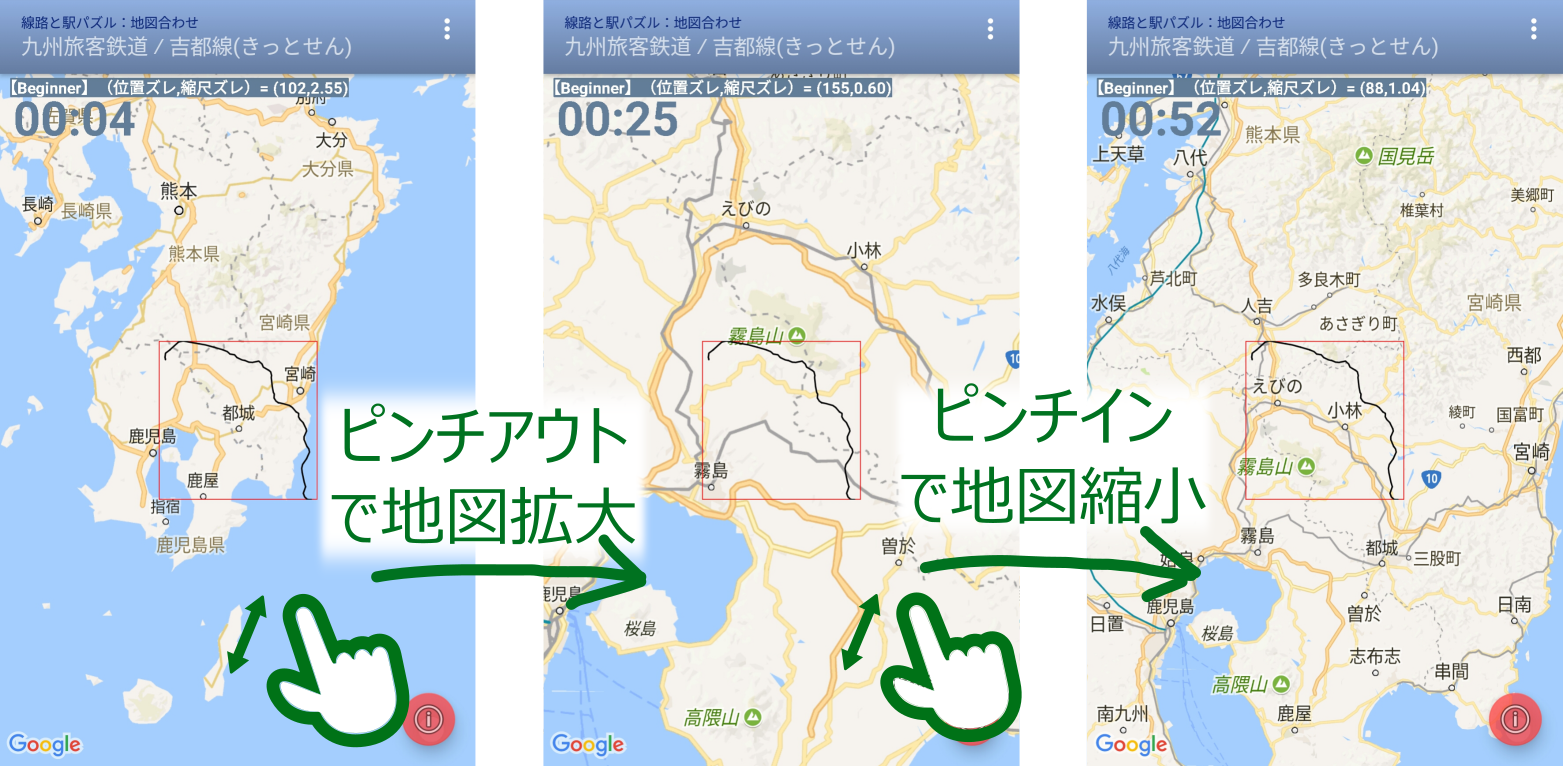 線路と駅パズル：地図合わせ
九州旅客鉄道 / 吉都線(きっとせん)
【Beginner】（位置ズレ,縮尺ズレ）= (102,2.55)
00:04
佐賀県
別府
大分
大分県
熊本
長崎
長崎県
熊本県
宮崎県
宮崎
都城
鹿児島
鹿屋
指宿
鹿児島県
Google
ピンチアウト
で地図拡大
線路と駅パズル：地図合わせ
九州旅客鉄道 / 吉都線(きっとせん)
【Beginner】（位置ズレ,縮尺ズレ）= (155,0.60)
00:25
えびの
小林
霧島山
10
霧島
曽於
鹿児島
桜島
高隈山
Google
ピンチイン
で地図縮小
線路と駅パズル：地図合わせ
九州旅客鉄道 / 吉都線(きっとせん)
【Beginner】（位置ズレ,縮尺ズレ）= (88,1.04)
00:52
熊本県
上天草
八代
国見岳
美郷町
椎葉村
八代海
芦北町
多良木町
水俣
人吉
宮崎県
あさぎり町
西都
えびの
小林
綾町
国富町
宮崎
霧島山
10
霧島
都城
三股町
姶良
鹿児島
日置
曽於
日南
桜島
志布志
串間
高隈山
南九州
鹿屋
Google